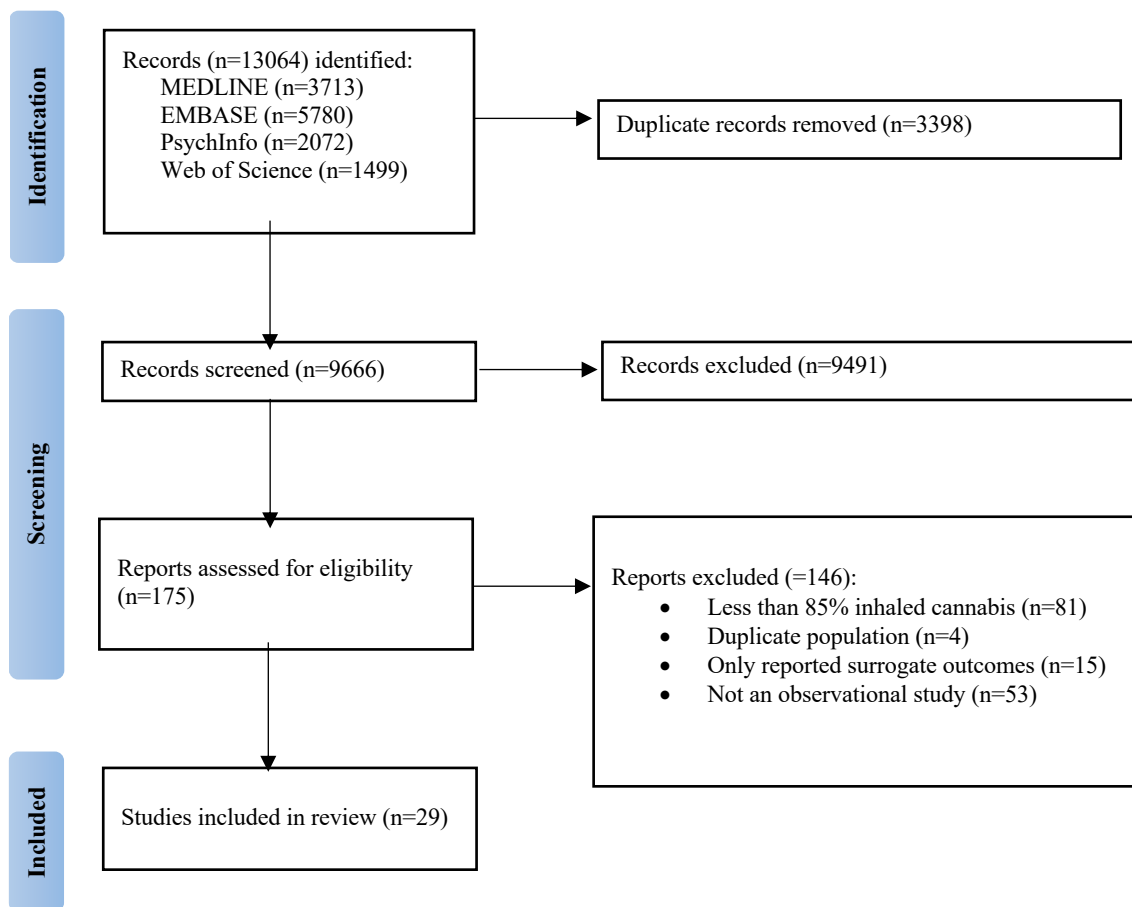 Identification
Records (n=13064) identified:
MEDLINE (n=3713)
EMBASE (n=5780)
PsychInfo (n=2072)
Web of Science (n=1499)
Duplicate records removed (n=3398)
Screening
Records screened (n=9666)
Records excluded (n=9491)
Reports assessed for eligibility
(n=175)
Reports excluded (=146):
• Less than 85% inhaled cannabis (n=81)
• Duplicate population (n=4)
• Only reported surrogate outcomes (n=15)
• Not an observational study (n=53)
Included
Studies included in review (n=29)